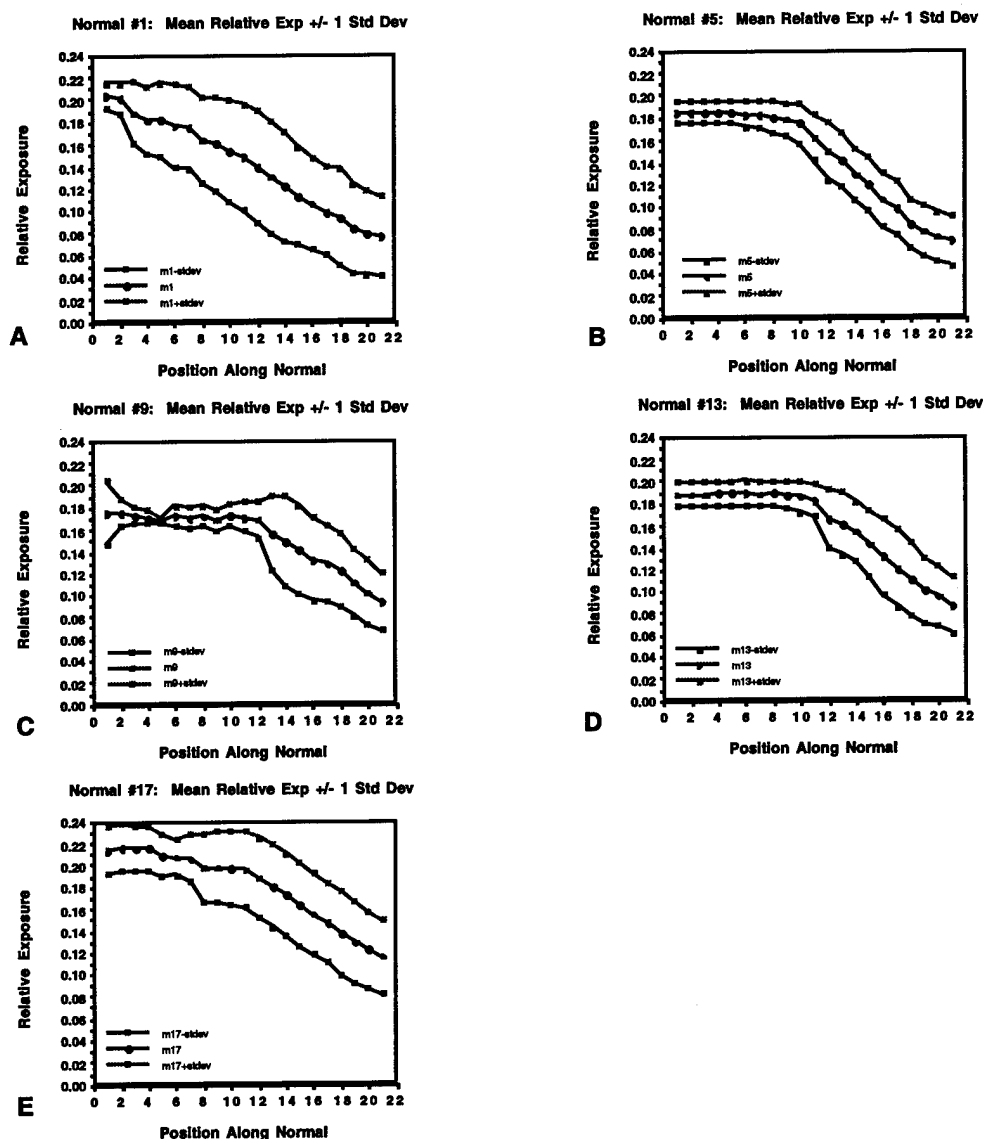 Normal #1: Mean Relative Exp +/- 1 Std Dev
Relative Exposure
0.24
0.22
0.20
0.18
0.16
0.14
0.12
0.10
0.08
0.06
0.04
0.02
0.00
m1-stdev
m1
m1+stdev
0 2 4 6 8 10 12 14 16 18 20 22
Position Along Normal
A
Normal #5: Mean Relative Exp +/- 1 Std Dev
Relative Exposure
0.24
0.22
0.20
0.18
0.16
0.14
0.12
0.10
0.08
0.06
0.04
0.02
0.00
m5-stdev
m5
m5+stdev
0 2 4 6 8 10 12 14 16 18 20 22
Position Along Normal
B
Normal #9: Mean Relative Exp +/- 1 Std Dev
Relative Exposure
0.24
0.22
0.20
0.18
0.16
0.14
0.12
0.10
0.08
0.06
0.04
0.02
0.00
m9-stdev
m9
m9+stdev
0 2 4 6 8 10 12 14 16 18 20 22
Position Along Normal
C
Normal #13: Mean Relative Exp +/- 1 Std Dev
Relative Exposure
0.24
0.22
0.20
0.18
0.16
0.14
0.12
0.10
0.08
0.06
0.04
0.02
0.00
m13-stdev
m13
m13+stdev
0 2 4 6 8 10 12 14 16 18 20 22
Position Along Normal
D
Normal #17: Mean Relative Exp +/- 1 Std Dev
Relative Exposure
0.24
0.22
0.20
0.18
0.16
0.14
0.12
0.10
0.08
0.06
0.04
0.02
0.00
m17-stdev
m17
m17+stdev
0 2 4 6 8 10 12 14 16 18 20 22
Position Along Normal
E